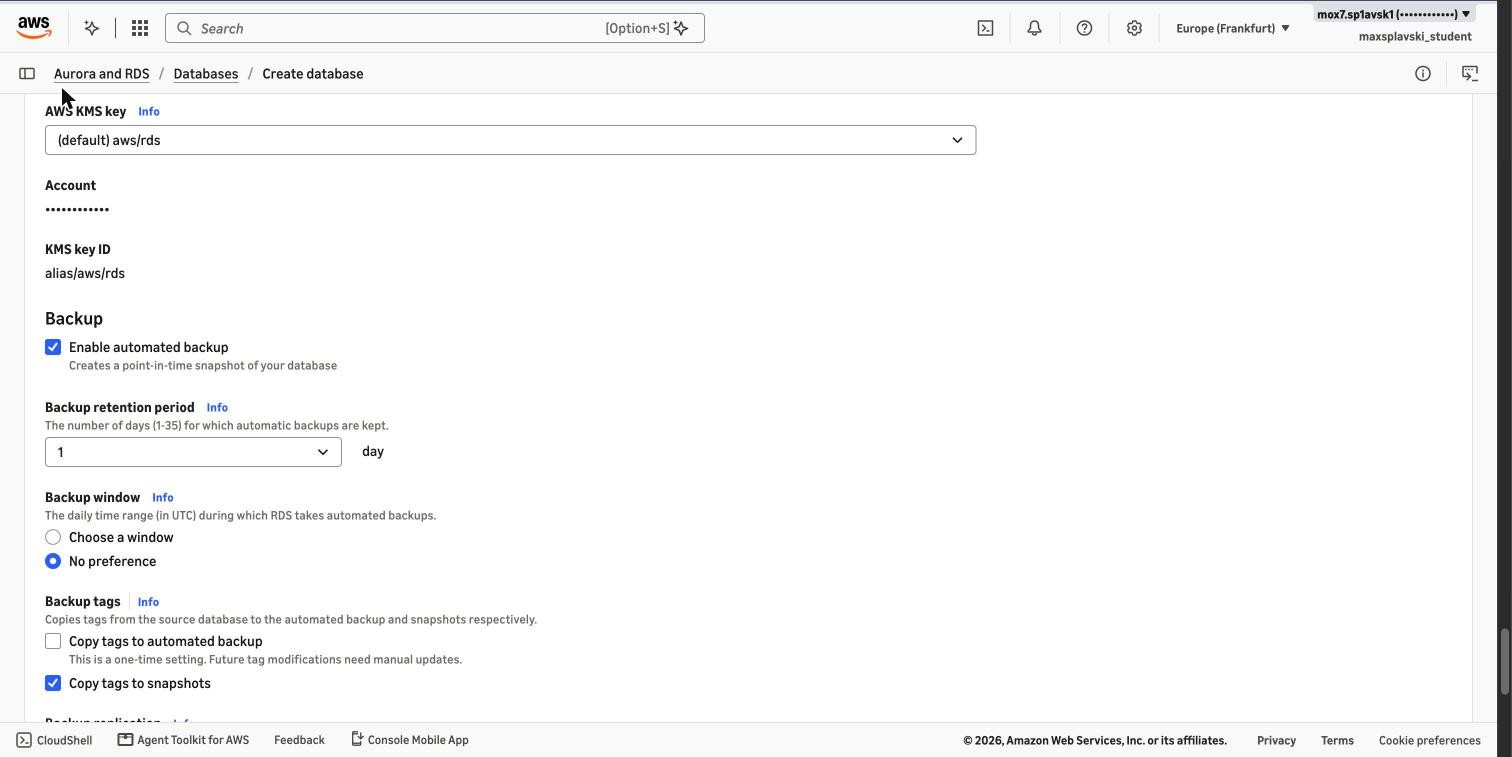 aws
Search
[Option+S]
Europe (Frankfurt)
mox7.sp1avsk1 (••••••••••••)
maxsplavski_student
Aurora and RDS / Databases / Create database
AWS KMS key Info
(default) aws/rds
Account
••••••••••••
KMS key ID
alias/aws/rds
Backup
Enable automated backup
Creates a point-in-time snapshot of your database
Backup retention period Info
The number of days (1-35) for which automatic backups are kept.
1 day
Backup window Info
The daily time range (in UTC) during which RDS takes automated backups.
Choose a window
No preference
Backup tags Info
Copies tags from the source database to the automated backup and snapshots respectively.
Copy tags to automated backup
This is a one-time setting. Future tag modifications need manual updates.
Copy tags to snapshots
Backup replication Info
CloudShell Agent Toolkit for AWS Feedback Console Mobile App © 2026, Amazon Web Services, Inc. or its affiliates. Privacy Terms Cookie preferences